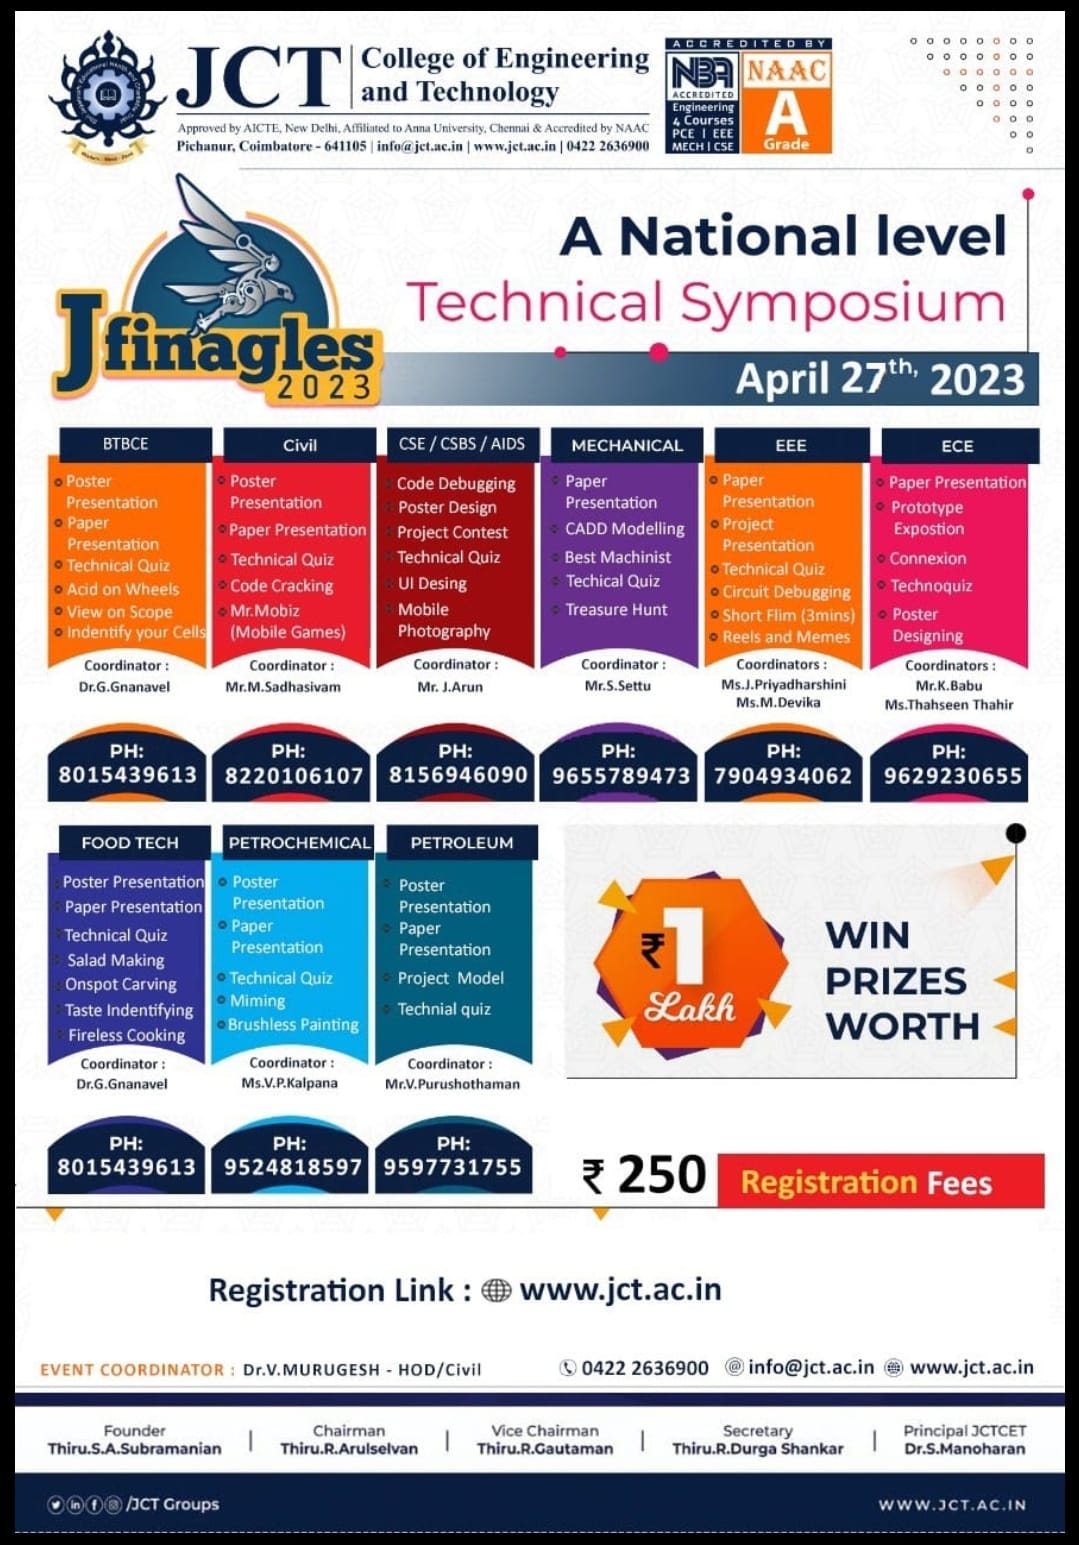 JCT
College of Engineering
and Technology
Approved by AICTE, New Delhi, Affiliated to Anna University, Chennai & Accredited by NAAC
Pichanur, Coimbatore - 641105 | info@jct.ac.in | www.jct.ac.in | 0422 2636900
ACCREDITED BY
NBA
ACCREDITED
Engineering
4 Courses
PCE | EEE
MECH | CSE
NAAC
A
Grade
Jfinagles
2023
A National level
Technical Symposium
April 27th, 2023
BTBCE
Poster
Presentation
Paper
Presentation
Technical Quiz
Acid on Wheels
View on Scope
Indentify your Cells
Coordinator :
Dr.G.Gnanavel
PH:
8015439613
Civil
Poster
Presentation
Paper Presentation
Technical Quiz
Code Cracking
Mr.Mobiz
(Mobile Games)
Coordinator :
Mr.M.Sadhasivam
PH:
8220106107
CSE / CSBS / AIDS
Code Debugging
Poster Design
Project Contest
Technical Quiz
UI Desing
Mobile
Photography
Coordinator :
Mr. J.Arun
PH:
8156946090
MECHANICAL
Paper
Presentation
CADD Modelling
Best Machinist
Techical Quiz
Treasure Hunt
Coordinator :
Mr.S.Settu
PH:
9655789473
EEE
Paper
Presentation
Project
Presentation
Technical Quiz
Circuit Debugging
Short Flim (3mins)
Reels and Memes
Coordinators :
Ms.J.Priyadharshini
Ms.M.Devika
PH:
7904934062
ECE
Paper Presentation
Prototype
Expostion
Connexion
Technoquiz
Poster
Designing
Coordinators :
Mr.K.Babu
Ms.Thahseen Thahir
PH:
9629230655
FOOD TECH
Poster Presentation
Paper Presentation
Technical Quiz
Salad Making
Onspot Carving
Taste Indentifying
Fireless Cooking
Coordinator :
Dr.G.Gnanavel
PH:
8015439613
PETROCHEMICAL
Poster
Presentation
Paper
Presentation
Technical Quiz
Miming
Brushless Painting
Coordinator :
Ms.V.P.Kalpana
PH:
9524818597
PETROLEUM
Poster
Presentation
Paper
Presentation
Project Model
Technial quiz
Coordinator :
Mr.V.Purushothaman
PH:
9597731755
₹ 1
Lakh
WIN
PRIZES
WORTH
₹ 250 Registration Fees
Registration Link : www.jct.ac.in
EVENT COORDINATOR : Dr.V.MURUGESH - HOD/Civil
0422 2636900 info@jct.ac.in www.jct.ac.in
Founder
Thiru.S.A.Subramanian
Chairman
Thiru.R.Arulselvan
Vice Chairman
Thiru.R.Gautaman
Secretary
Thiru.R.Durga Shankar
Principal JCTCET
Dr.S.Manoharan
/JCT Groups
WWW.JCT.AC.IN